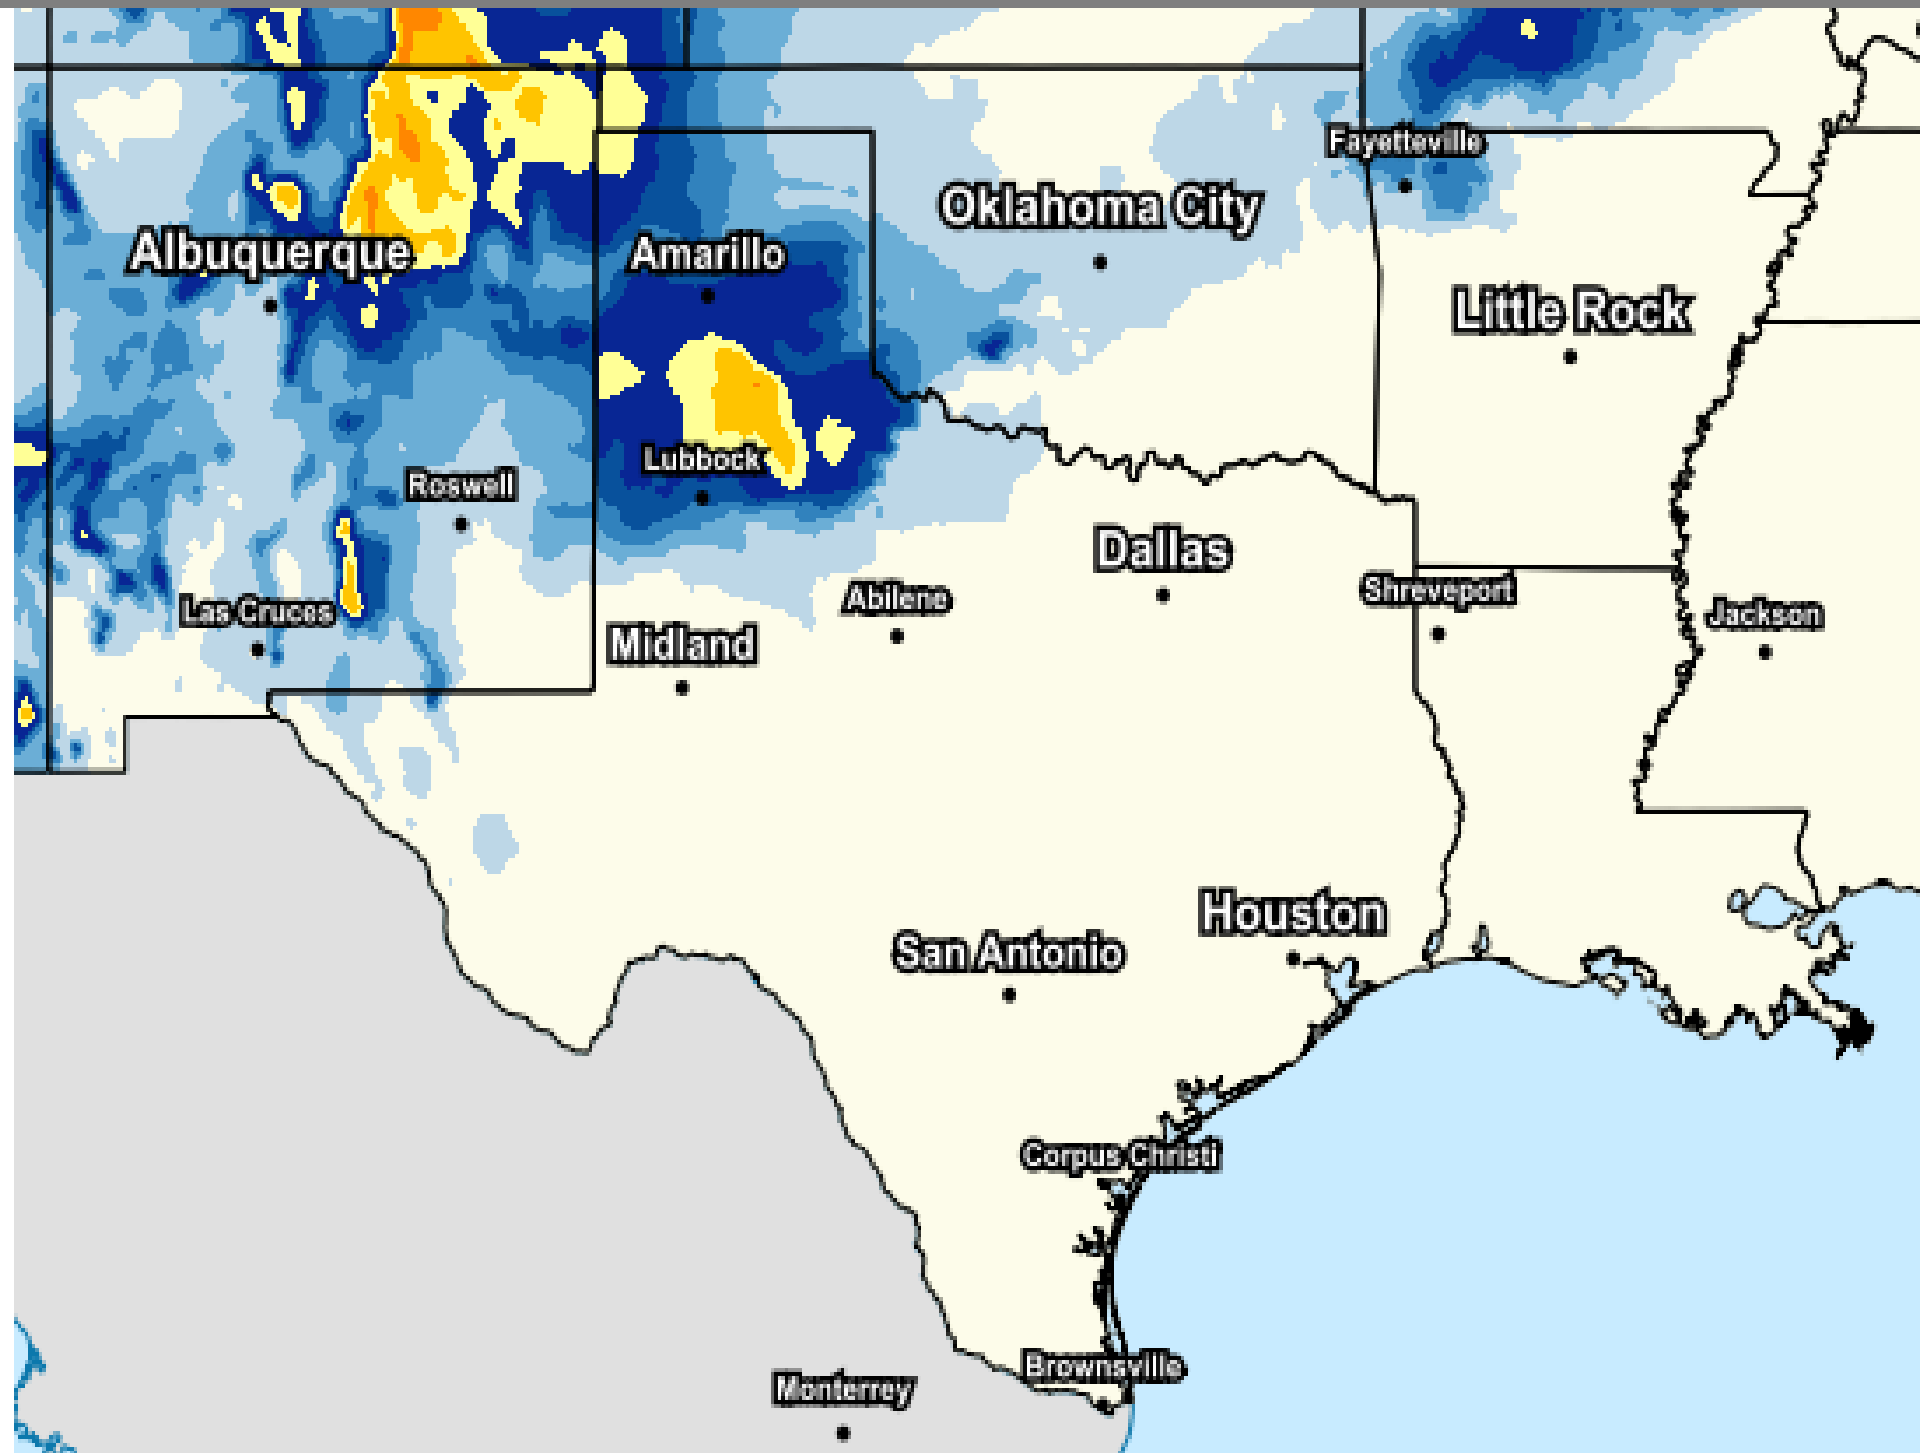 Fayetteville
Oklahoma City
Albuquerque
Amarillo
Little Rock
Lubbock
Roswell
Dallas
Shreveport
Abilene
Las Cruces
Jackson
Midland
Houston
San Antonio
Corpus Christi
Brownsville
Monterrey